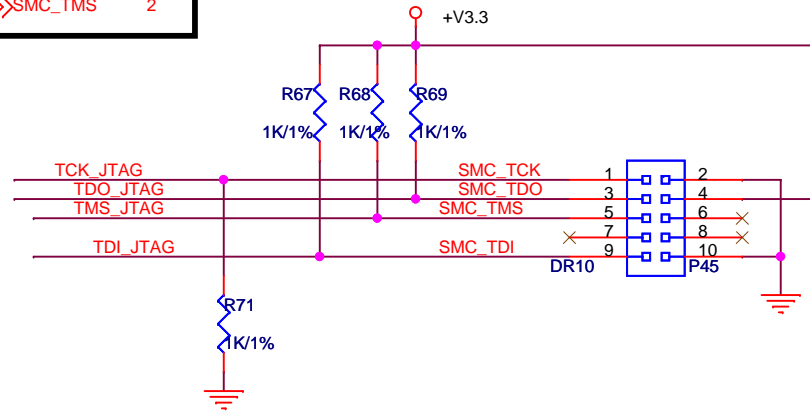 SMC_TMS 2
+V3.3
R67 R68 R69
1K/1% 1K/1% 1K/1%
TCK_JTAG SMC_TCK 1 2
TDO_JTAG SMC_TDO 3 4
TMS_JTAG SMC_TMS 5 6
7 8
TDI_JTAG SMC_TDI 9 10
DR10 P45
R71
1K/1%